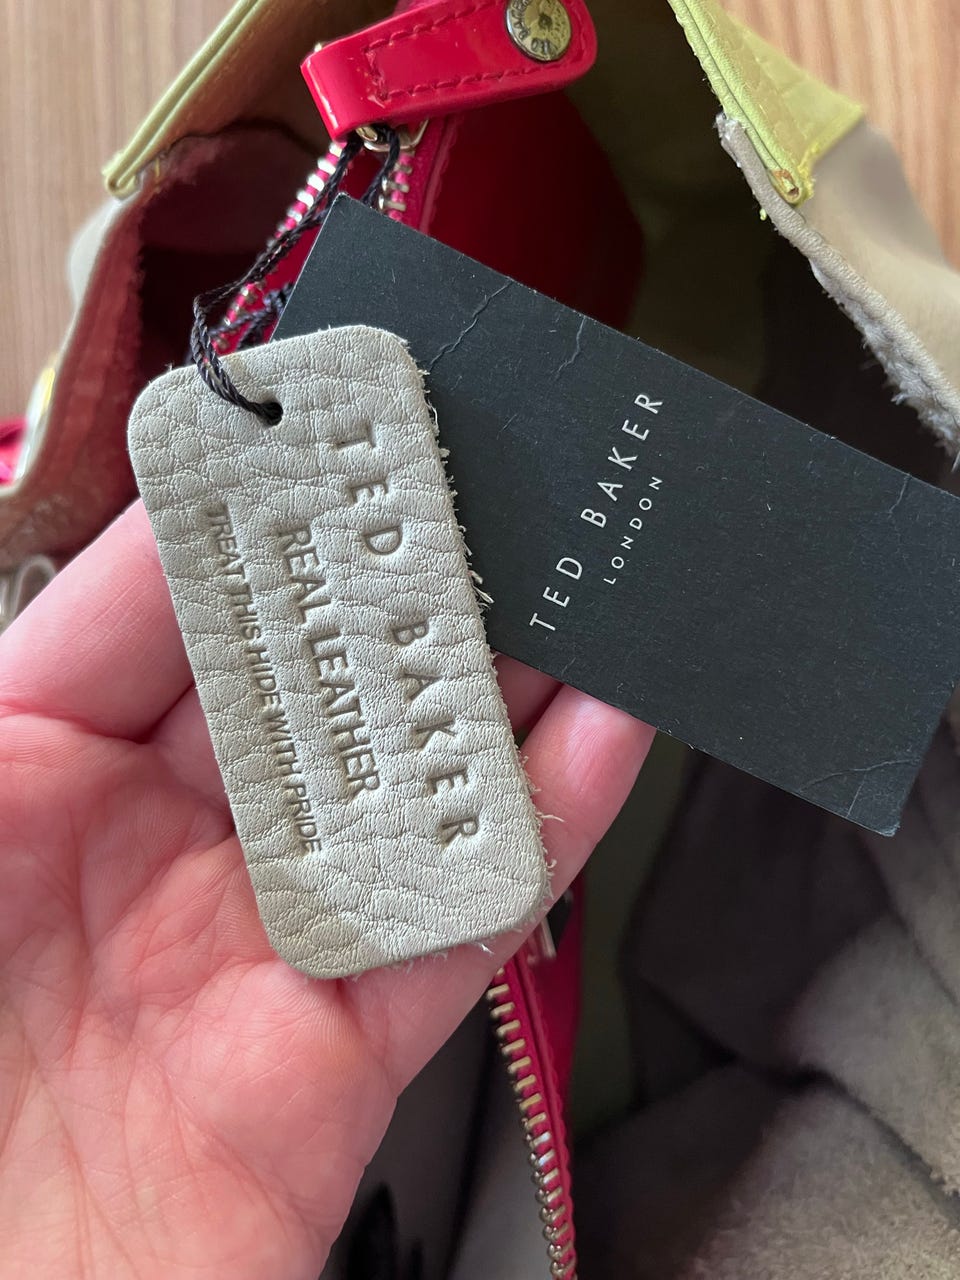 TED BAKER
REAL LEATHER
TREAT THIS HIDE WITH PRIDE
TED BAKER
LONDON